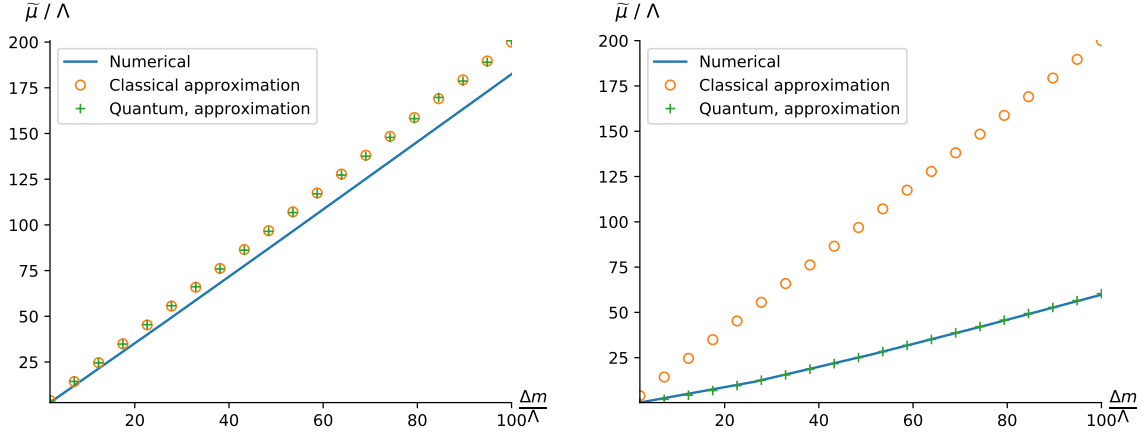 μ̃ / Λ
200
175
150
125
100
75
50
25
20
40
60
80
100
Δm
Λ
Numerical
Classical approximation
Quantum, approximation
μ̃ / Λ
200
175
150
125
100
75
50
25
20
40
60
80
100
Δm
Λ
Numerical
Classical approximation
Quantum, approximation